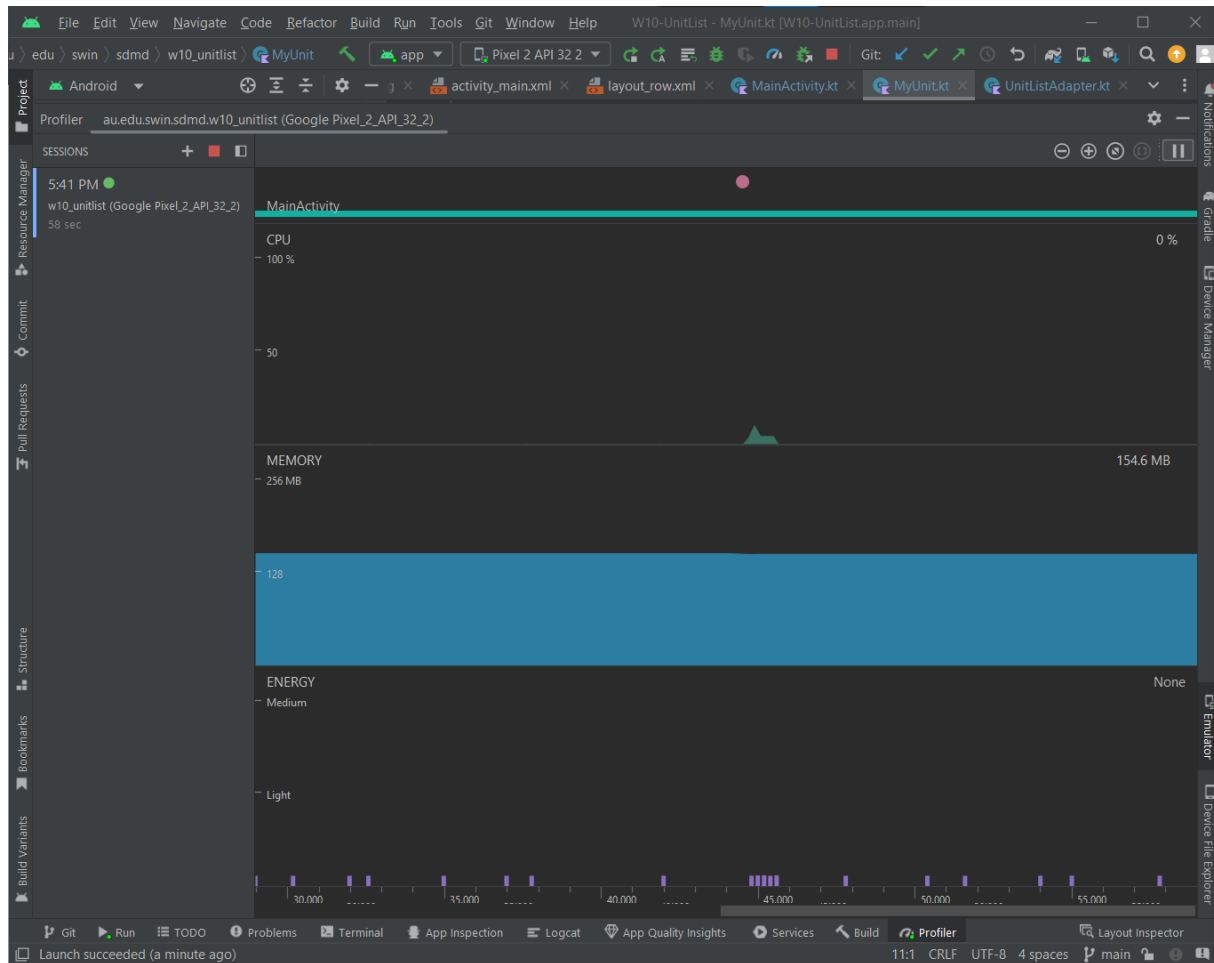 File Edit View Navigate Code Refactor Build Run Tools Git Window Help W10-UnitList - MyUnit.kt [W10-UnitList.app.main]
edu swin sdmd w10_unitlist MyUnit app Pixel 2 API 32 2 Git:
Android activity_main.xml layout_row.xml MainActivity.kt MyUnit.kt UnitListAdapter.kt
Profiler au.edu.swin.sdmd.w10_unitlist (Google Pixel_2_API_32_2)
SESSIONS
5:41 PM
w10_unitlist (Google Pixel_2_API_32_2)
58 sec
MainActivity
CPU 0 %
100 %
50
MEMORY 154.6 MB
256 MB
128
ENERGY None
Medium
Light
30.000 35.000 40.000 45.000 50.000 55.000
Project
Resource Manager
Commit
Pull Requests
Structure
Bookmarks
Build Variants
Notifications
Gradle
Device Manager
Emulator
Device File Explorer
Git Run TODO Problems Terminal App Inspection Logcat App Quality Insights Services Build Profiler Layout Inspector
Launch succeeded (a minute ago) 11:1 CRLF UTF-8 4 spaces main